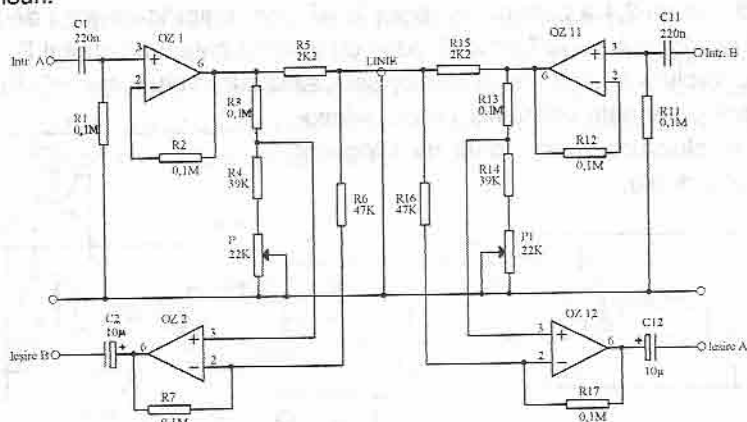 C1
220n
OZ 1
Intr. A
3
2
6
R1
0,1M
R2
0,1M
R3
0,1M
R4
39K
P
22K
R5
2K2
R6
47K
LINIE
R15
2K2
R16
47K
R13
0,1M
R14
39K
P1
22K
OZ 11
6
3
2
R12
0,1M
C11
220n
Intr. B
R11
0,1M
C2
10µ
+
Ieşire B
6
OZ 2
3
2
R7
0,1M
OZ 12
3
2
6
R17
0,1M
C12
+
10µ
Iesire A